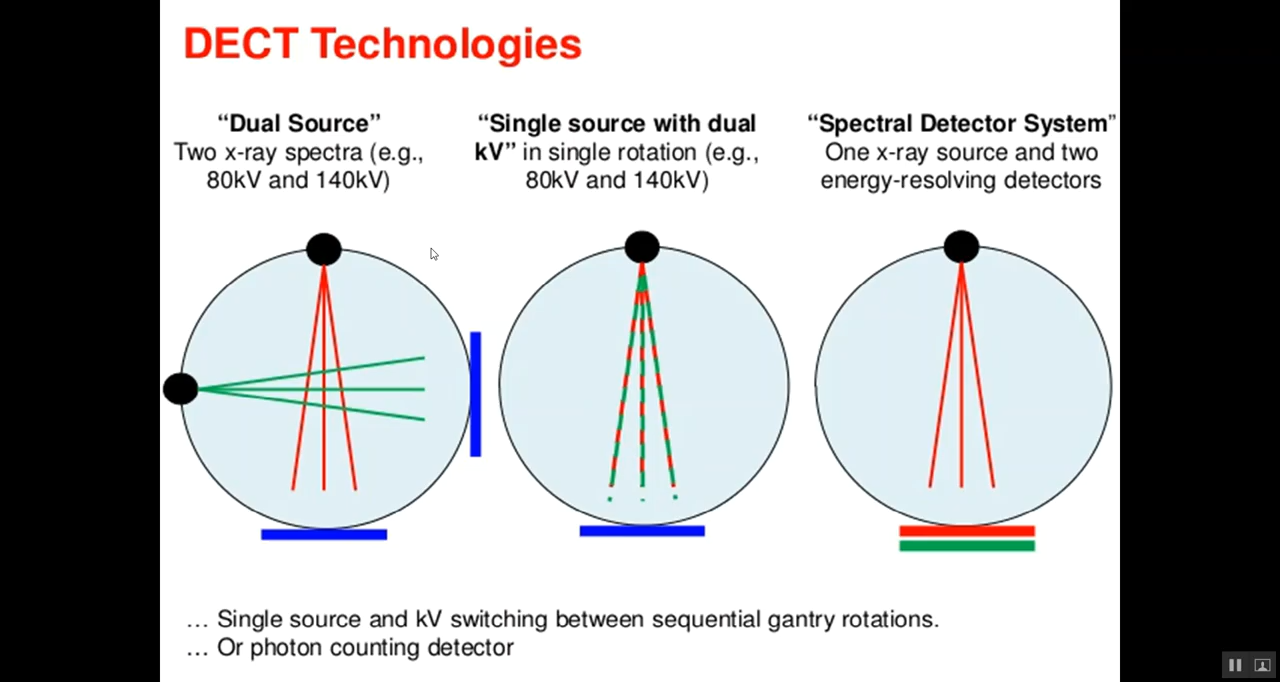 DECT Technologies
“Dual Source”
Two x-ray spectra (e.g.,
80kV and 140kV)
“Single source with dual
kV” in single rotation (e.g.,
80kV and 140kV)
“Spectral Detector System”
One x-ray source and two
energy-resolving detectors
… Single source and kV switching between sequential gantry rotations.
… Or photon counting detector